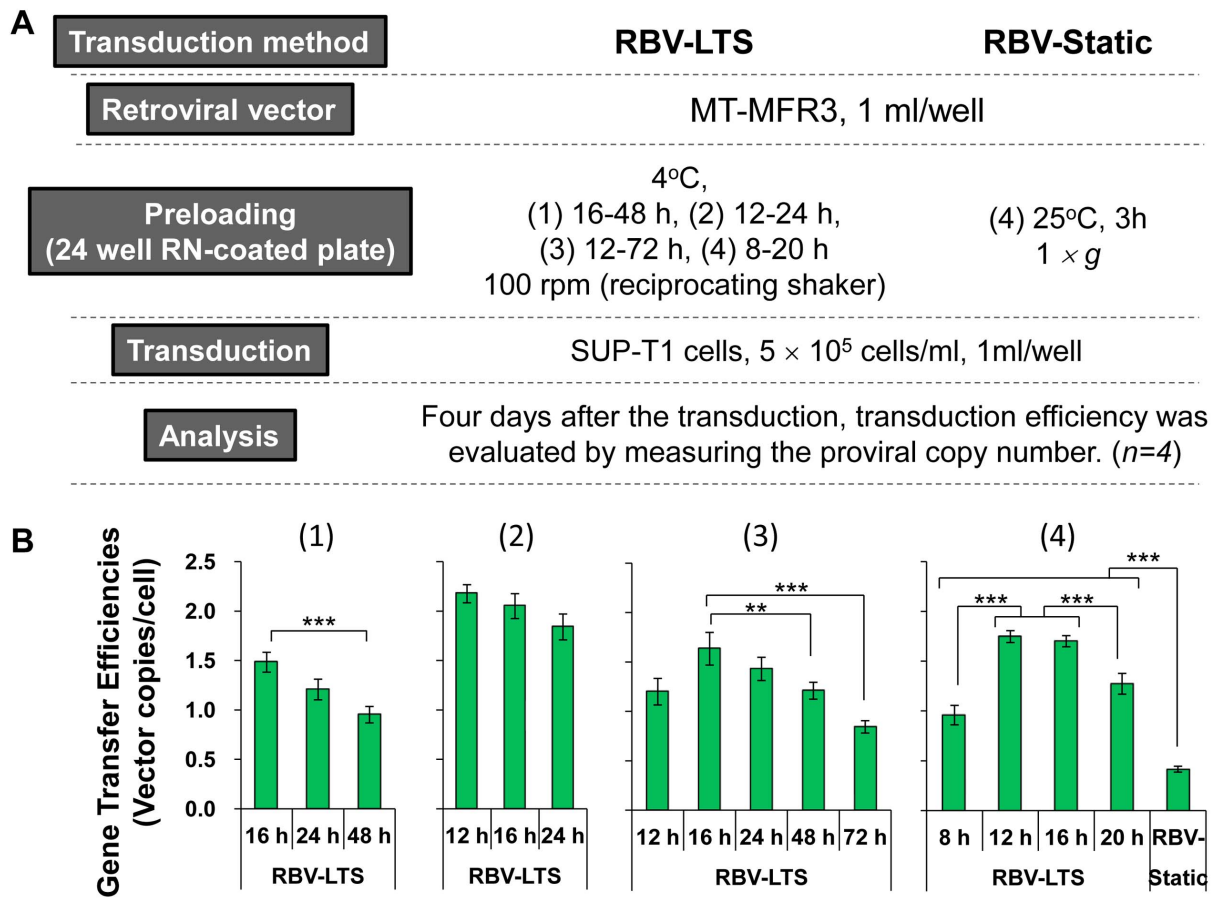 A
Transduction method
RBV-LTS
RBV-Static
Retroviral vector
MT-MFR3, 1 ml/well
Preloading
(24 well RN-coated plate)
4°C,
(1) 16-48 h, (2) 12-24 h,
(3) 12-72 h, (4) 8-20 h
100 rpm (reciprocating shaker)
(4) 25°C, 3h
1 × g
Transduction
SUP-T1 cells, 5 × 10⁵ cells/ml, 1ml/well
Analysis
Four days after the transduction, transduction efficiency was
evaluated by measuring the proviral copy number. (n=4)
B
Gene Transfer Efficiencies
(Vector copies/cell)
2.5
2.0
1.5
1.0
0.5
0.0
(1)
***
16 h 24 h 48 h
RBV-LTS
(2)
12 h 16 h 24 h
RBV-LTS
(3)
***
**
12 h 16 h 24 h 48 h 72 h
RBV-LTS
(4)
***
*** ***
8 h 12 h 16 h 20 h RBV-
RBV-LTS Static